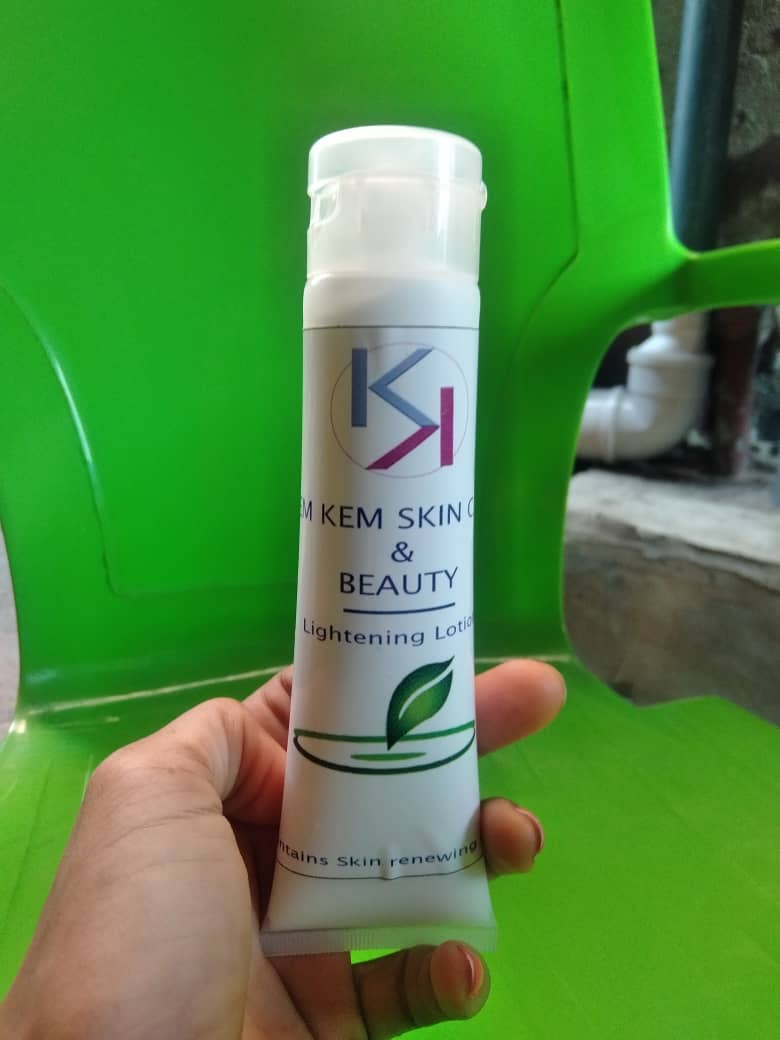 KK
EM KEM SKIN C
&
BEAUTY
Lightening Lotio
ntains Skin renewing